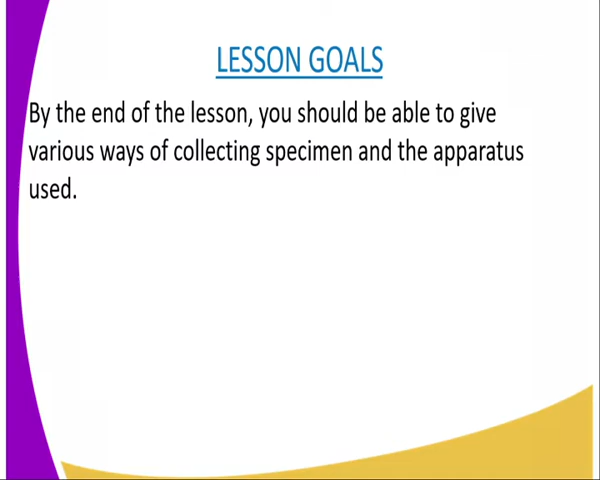 LESSON GOALS
By the end of the lesson, you should be able to give
various ways of collecting specimen and the apparatus
used.